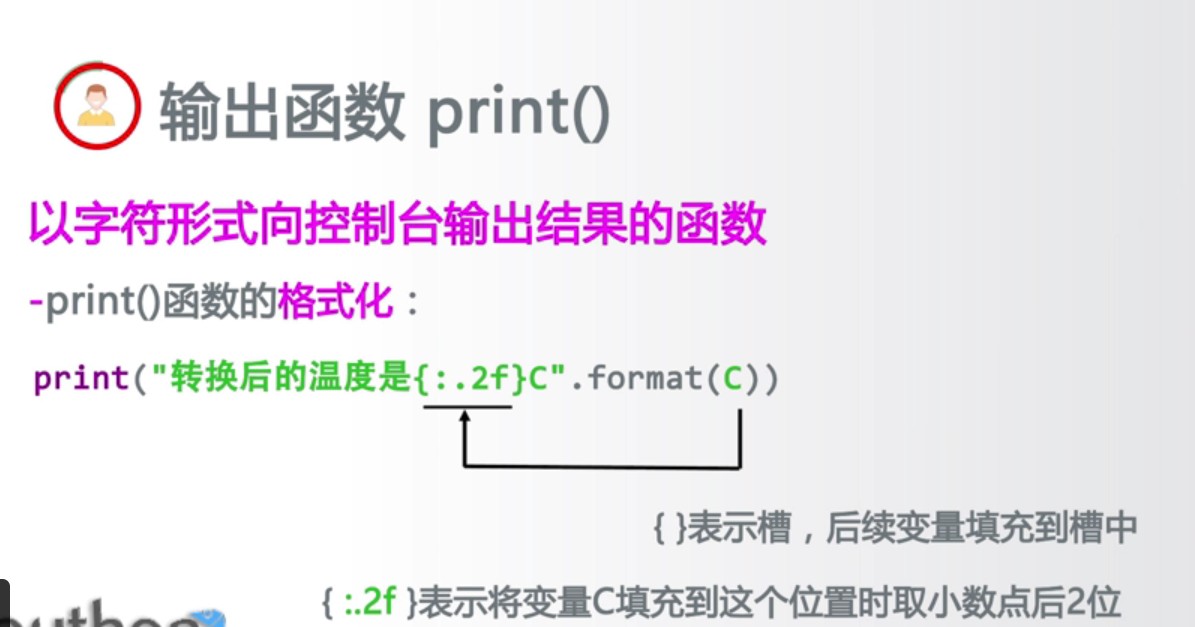 输出函数 print()
以字符形式向控制台输出结果的函数
-print()函数的格式化：
print("转换后的温度是{:.2f}C".format(C))
{ }表示槽，后续变量填充到槽中
{ :.2f }表示将变量C填充到这个位置时取小数点后2位